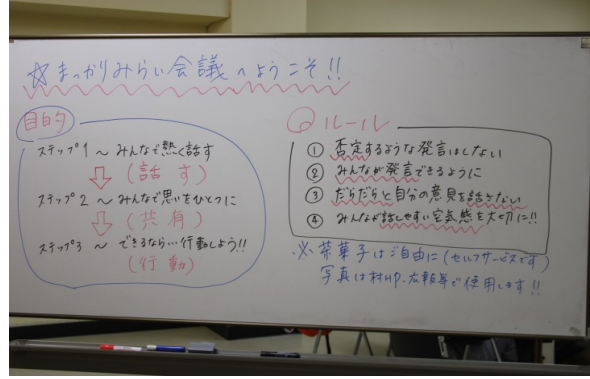 ☆まっかりみらい会議へようこそ!!
目的
ステップ1～みんなで熱く話す
(話す)
ステップ2～みんなで思いをひとつに
(共有)
ステップ3～できるなら…行動しよう!!
(行動)
ルール
① 否定するような発言はしない
② みんなが発言できるように
③ だらだらと自分の意見を話さない
④ みんなが話しやすい空気感を大切に!!
※茶菓子はご自由に(セルフサービスです)
写真は村HP、広報等で使用します!!